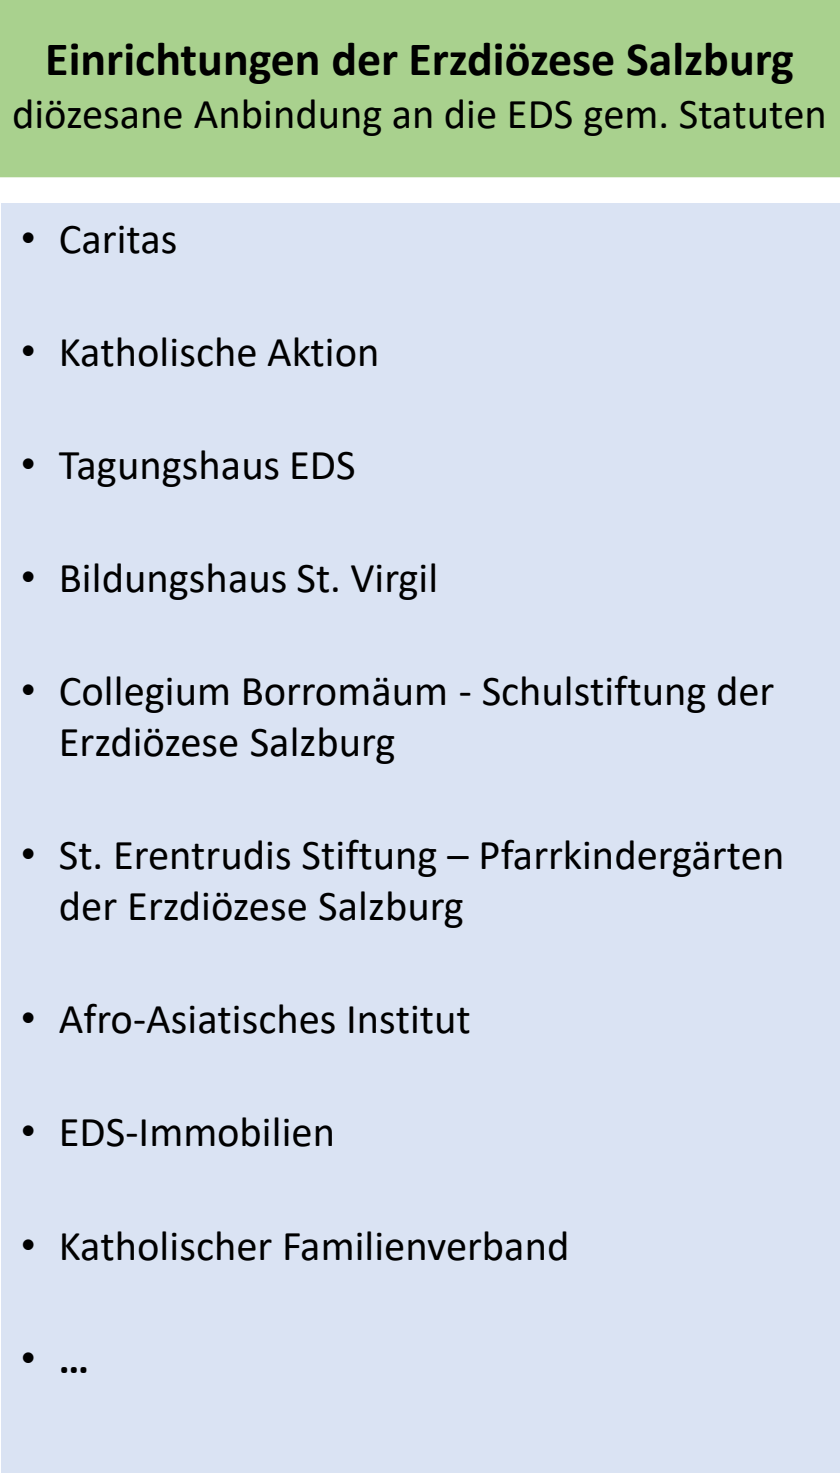 Einrichtungen der Erzdiözese Salzburg
diözesane Anbindung an die EDS gem. Statuten
• Caritas
• Katholische Aktion
• Tagungshaus EDS
• Bildungshaus St. Virgil
• Collegium Borromäum - Schulstiftung der
Erzdiözese Salzburg
• St. Erentrudis Stiftung – Pfarrkindergärten
der Erzdiözese Salzburg
• Afro-Asiatisches Institut
• EDS-Immobilien
• Katholischer Familienverband
• ...